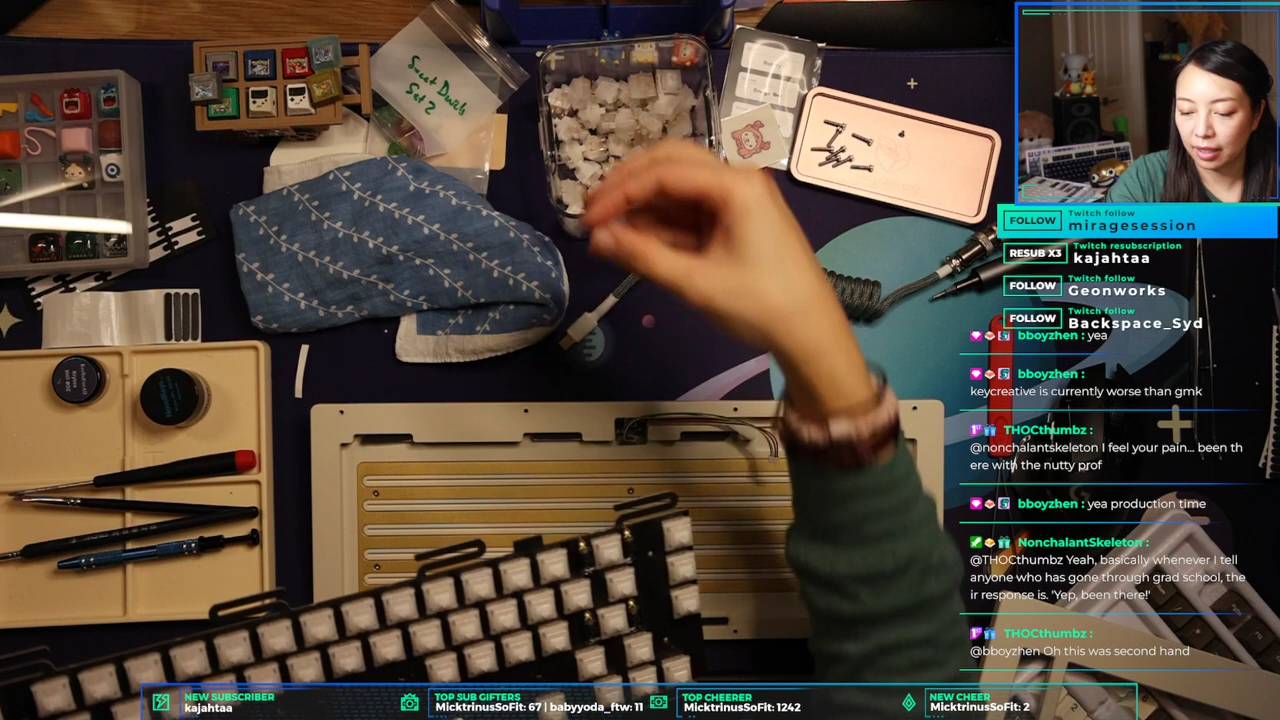 Sweet Dwarfs
Set 2
FOLLOW
Twitch follow
miragesession
RESUB X3
Twitch resubscription
kajahtaa
FOLLOW
Twitch follow
Geonworks
FOLLOW
Twitch follow
Backspace_Syd
bboyzhen : yea
bboyzhen :
keycreative is currently worse than gmk
THOCthumbz :
@nonchalantskeleton I feel your pain... been th
ere with the nutty prof
bboyzhen : yea production time
NonchalantSkeleton :
@THOCthumbz Yeah, basically whenever I tell
anyone who has gone through grad school, the
ir response is. 'Yep, been there!'
THOCthumbz :
@bboyzhen Oh this was second hand
NEW SUBSCRIBER
kajahtaa
TOP SUB GIFTERS
MicktrinusSoFit: 67 | babyyoda_ftw: 11
TOP CHEERER
MicktrinusSoFit: 1242
NEW CHEER
MicktrinusSoFit: 2